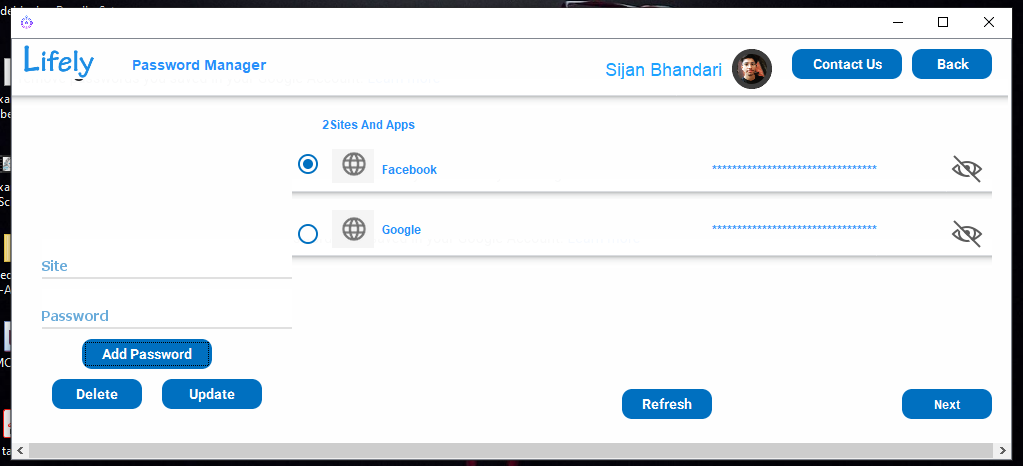 Lifely
Password Manager
Sijan Bhandari
Contact Us
Back
2Sites And Apps
Facebook
*********************************
Google
*********************************
Site
Password
Add Password
Delete
Update
Refresh
Next